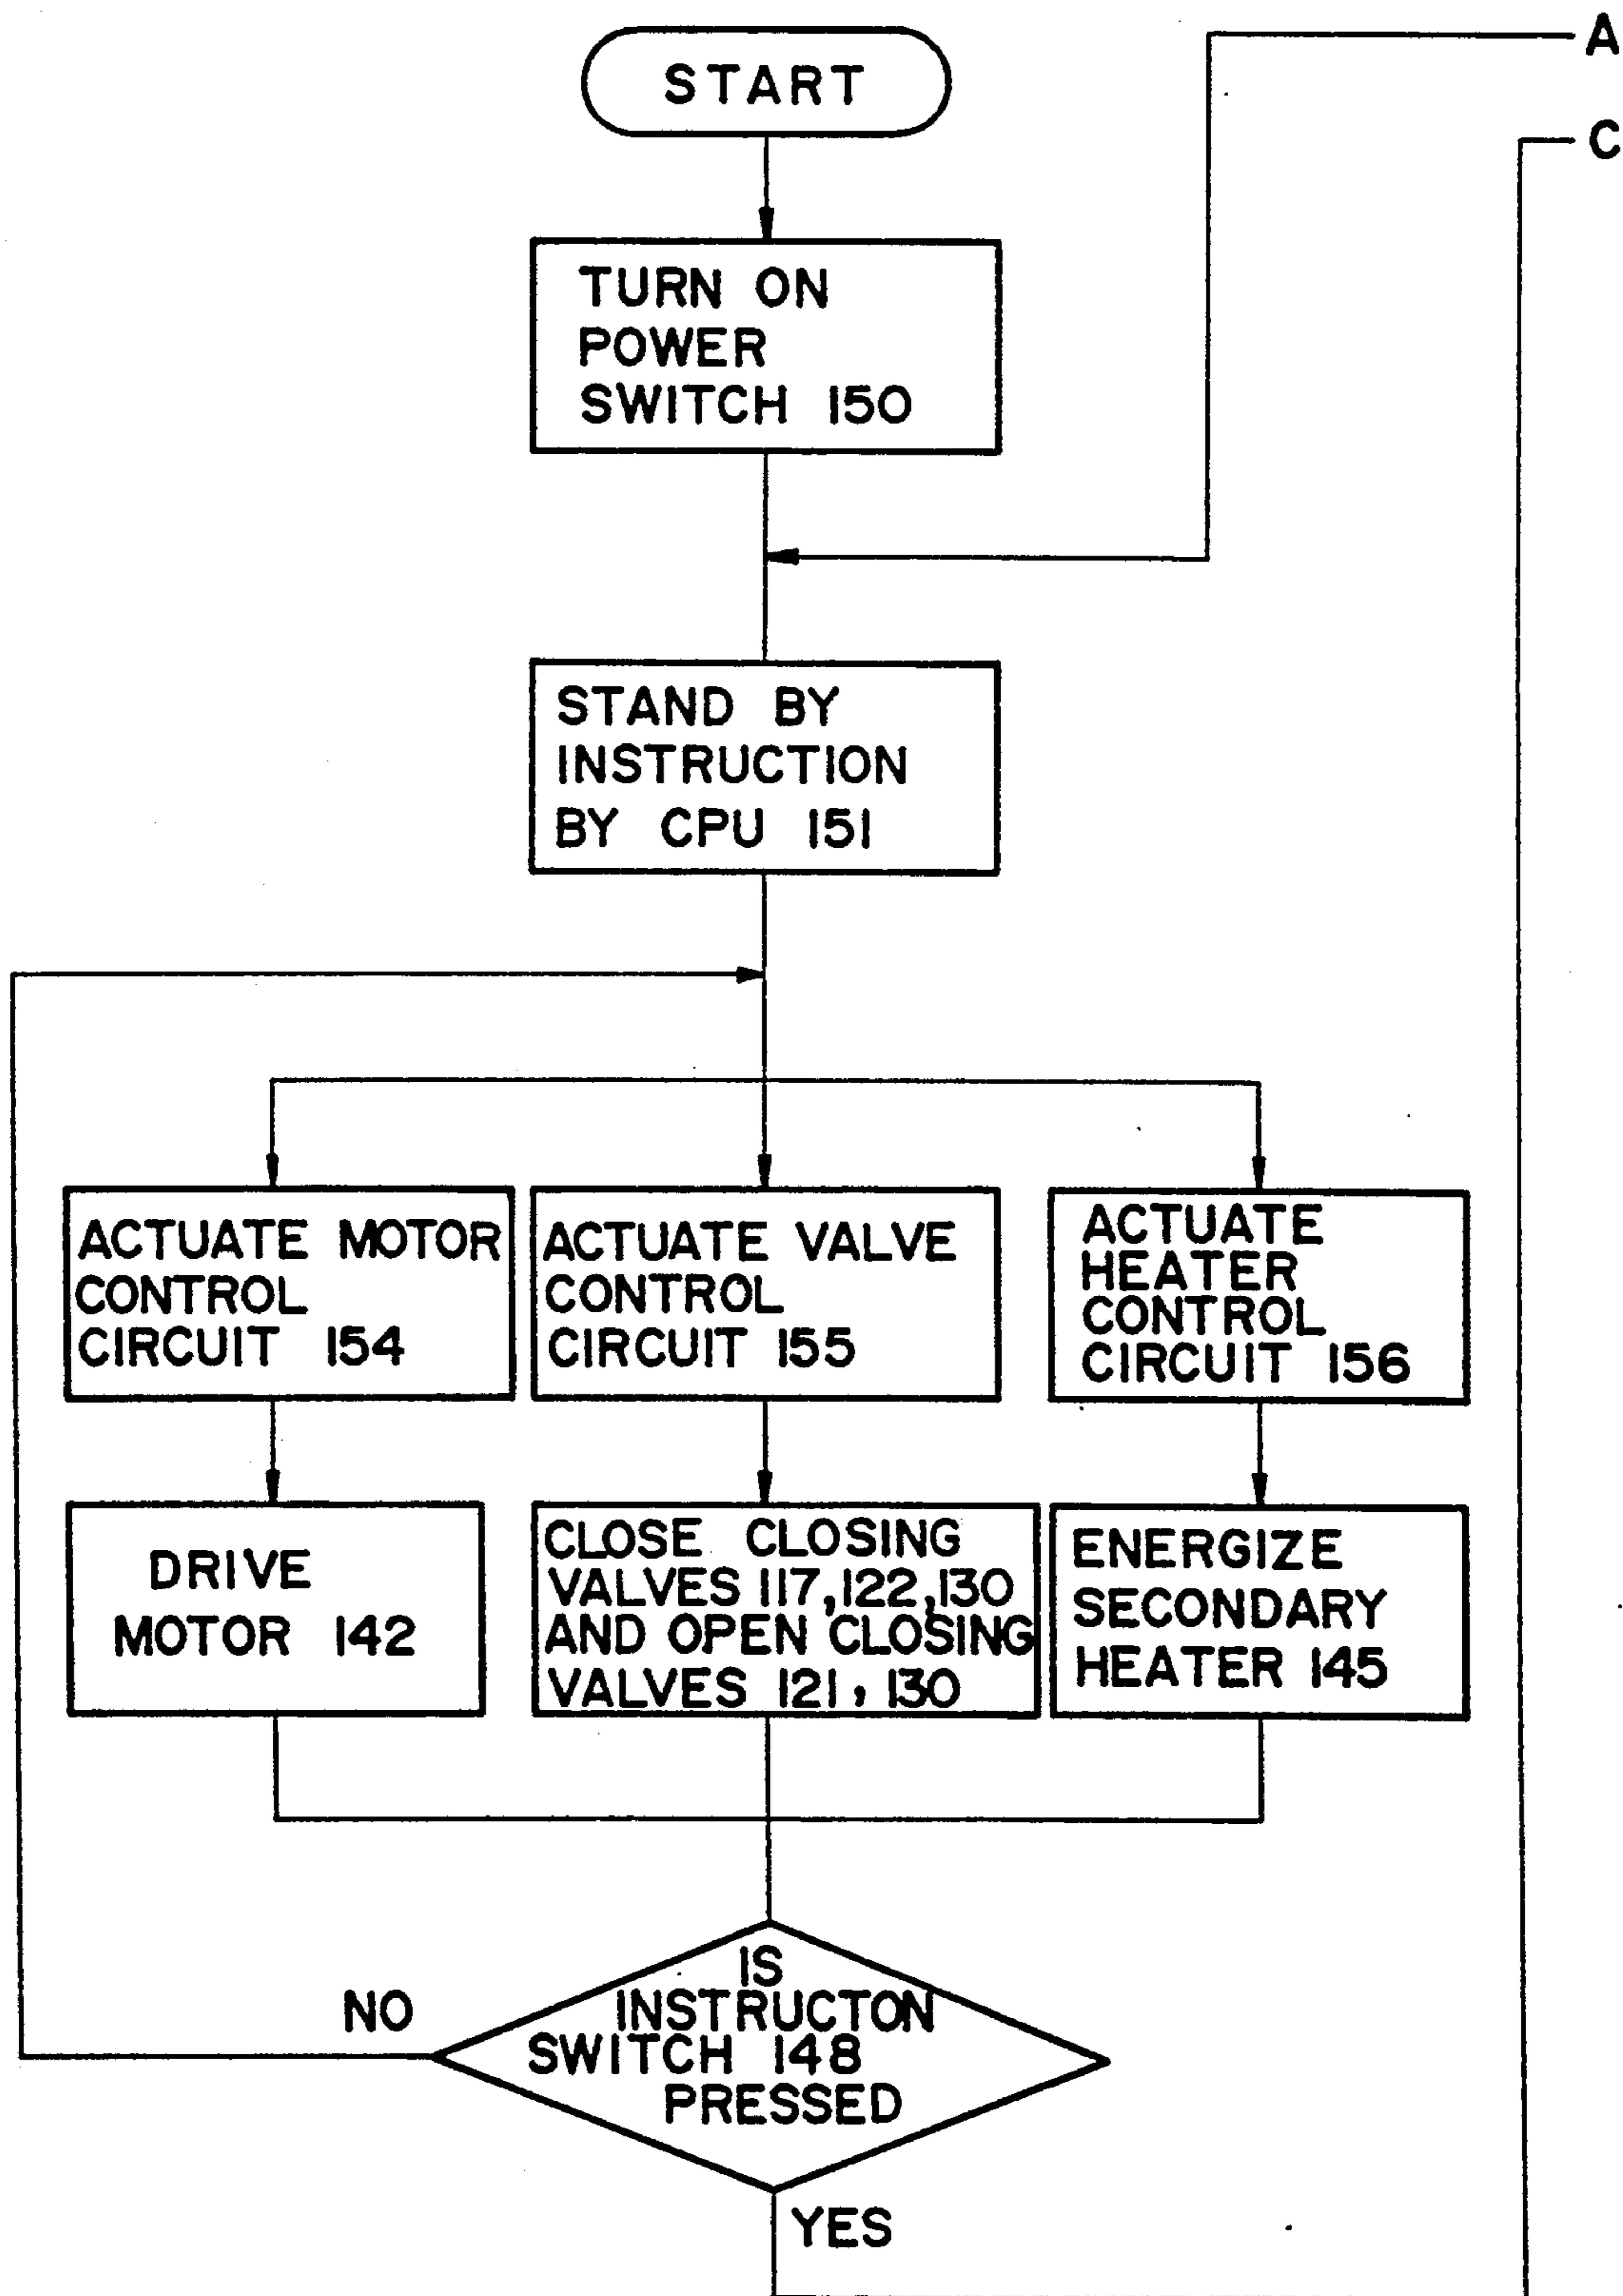 START
A
C
TURN ON
POWER
SWITCH 150
STAND BY
INSTRUCTION
BY CPU 151
ACTUATE MOTOR
CONTROL
CIRCUIT 154
ACTUATE VALVE
CONTROL
CIRCUIT 155
ACTUATE
HEATER
CONTROL
CIRCUIT 156
DRIVE
MOTOR 142
CLOSE CLOSING
VALVES 117,122,130
AND OPEN CLOSING
VALVES 121, 130
ENERGIZE
SECONDARY
HEATER 145
IS
INSTRUCTON
SWITCH 148
PRESSED
NO
YES